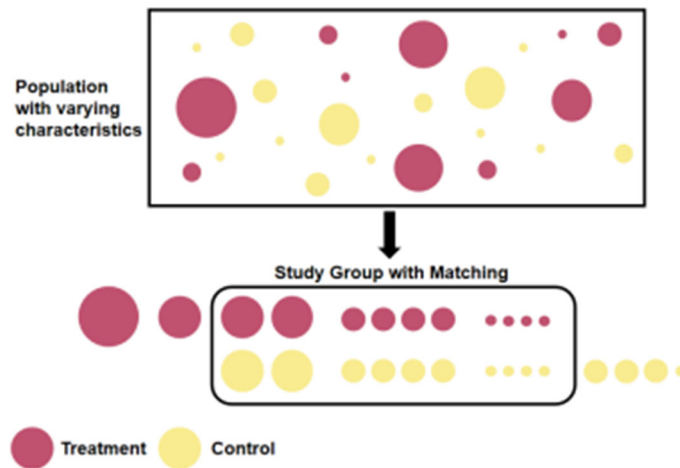 Population
with varying
characteristics
Study Group with Matching
Treatment
Control